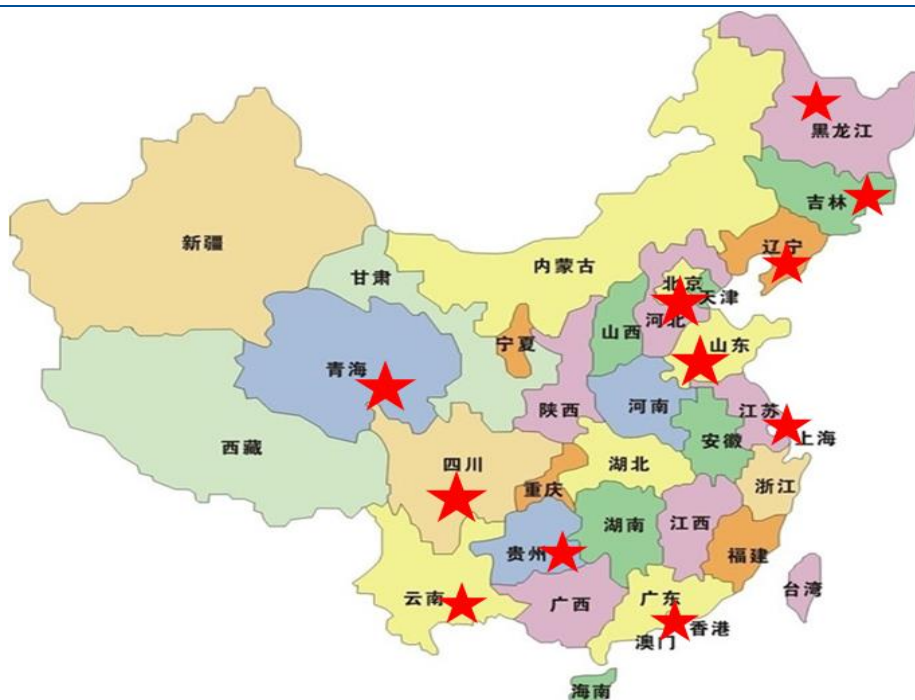 黑龙江
吉林
辽宁
新疆
内蒙古
甘肃
北京
天津
河北
山西
宁夏
山东
青海
陕西
河南
江苏
上海
安徽
西藏
四川
湖北
重庆
浙江
湖南
江西
贵州
福建
云南
广西
广东
台湾
香港
澳门
海南